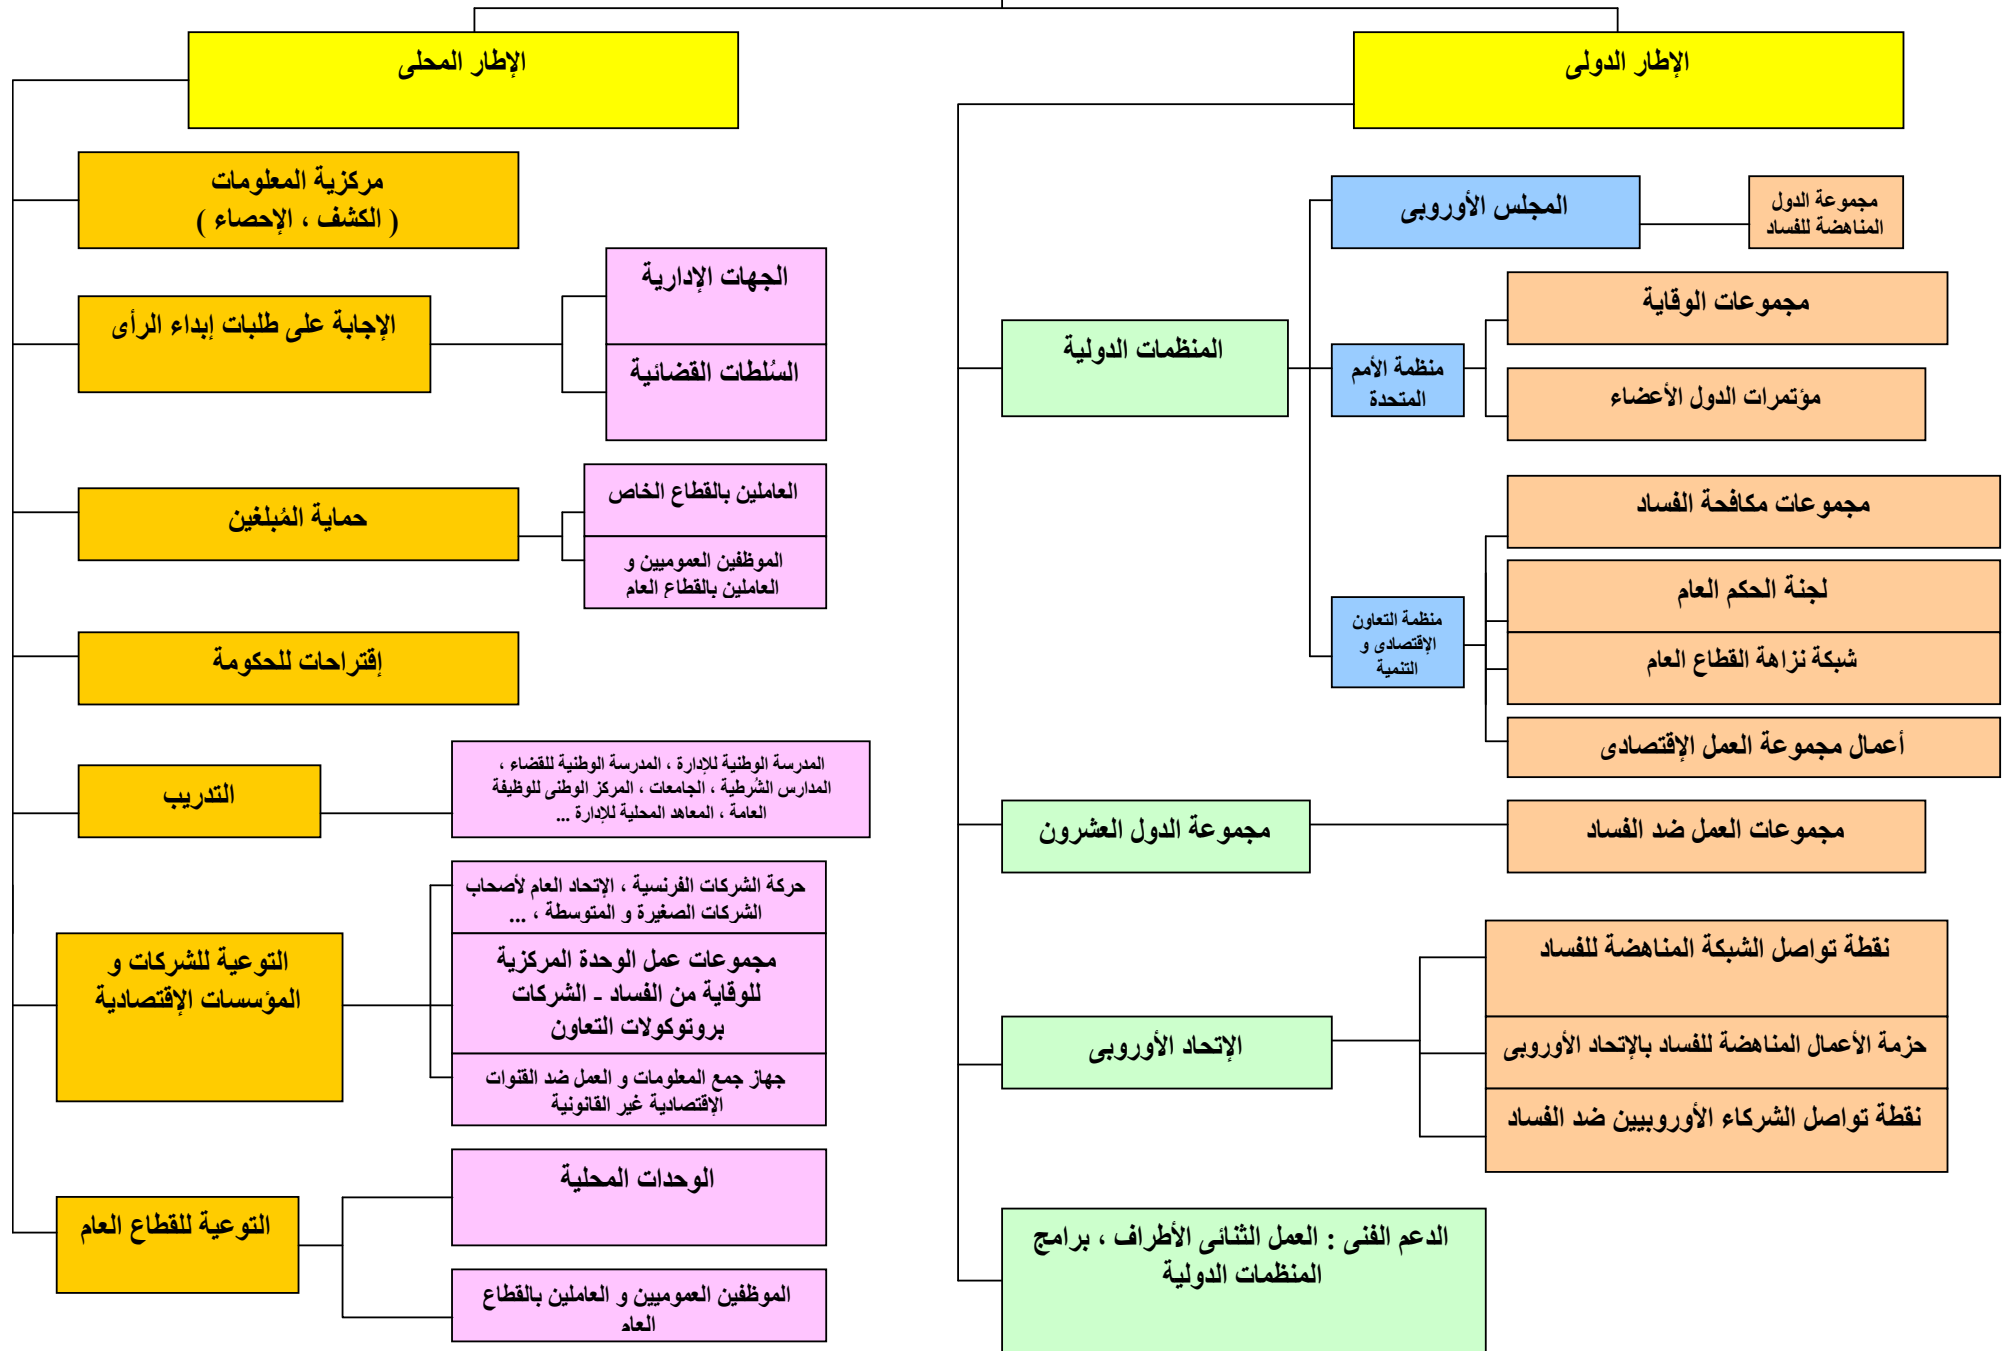 الإطار الدولى
المجلس الأوروبى
مجموعة الدول
المناهضة للفساد
المنظمات الدولية
منظمة الأمم
المتحدة
مجموعات الوقاية
مؤتمرات الدول الأعضاء
منظمة التعاون
الإقتصادى و
التنمية
مجموعات مكافحة الفساد
لجنة الحكم العام
شبكة نزاهة القطاع العام
أعمال مجموعة العمل الإقتصادى
مجموعة الدول العشرون
مجموعات العمل ضد الفساد
الإتحاد الأوروبى
نقطة تواصل الشبكة المناهضة للفساد
حزمة الأعمال المناهضة للفساد بالإتحاد الأوروبى
نقطة تواصل الشركاء الأوروبيين ضد الفساد
الدعم الفنى : العمل الثنائى الأطراف ، برامج
المنظمات الدولية
الإطار المحلى
مركزية المعلومات
( الكشف ، الإحصاء )
الإجابة على طلبات إبداء الرأى
الجهات الإدارية
السُلطات القضائية
حماية المُبلغين
العاملين بالقطاع الخاص
الموظفين العموميين و
العاملين بالقطاع العام
إقتراحات للحكومة
التدريب
المدرسة الوطنية للإدارة ، المدرسة الوطنية للقضاء ،
المدارس الشُرطية ، الجامعات ، المركز الوطنى للوظيفة
العامة ، المعاهد المحلية للإدارة ...
التوعية للشركات و
المؤسسات الإقتصادية
حركة الشركات الفرنسية ، الإتحاد العام لأصحاب
الشركات الصغيرة و المتوسطة ، ...
مجموعات عمل الوحدة المركزية
للوقاية من الفساد - الشركات
بروتوكولات التعاون
جهاز جمع المعلومات و العمل ضد القنوات
الإقتصادية غير القانونية
التوعية للقطاع العام
الوحدات المحلية
الموظفين العموميين و العاملين بالقطاع
العام